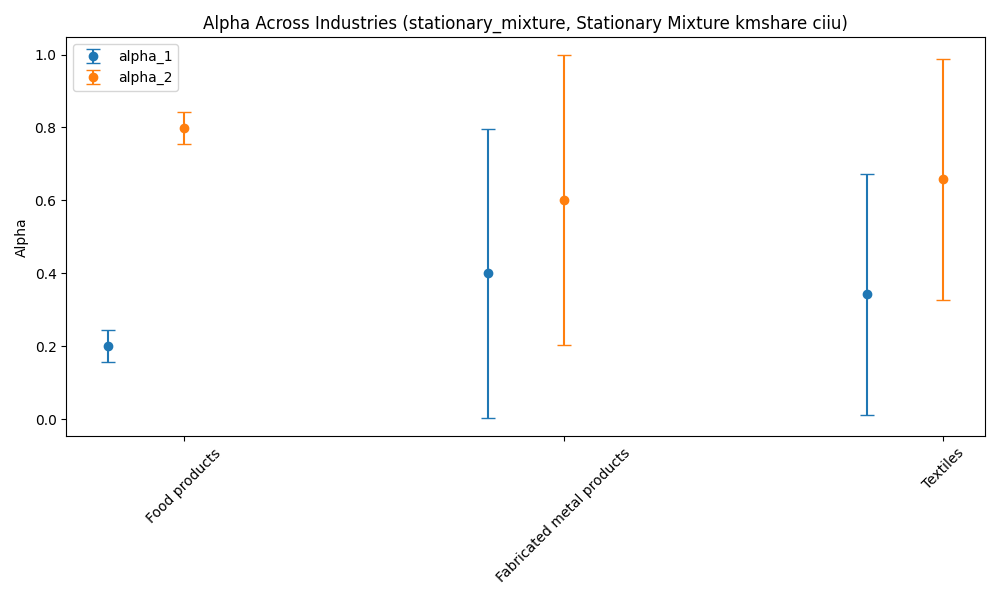 Alpha Across Industries (stationary_mixture, Stationary Mixture kmshare ciiu)
alpha_1
alpha_2
1.0
0.8
0.6
0.4
0.2
0.0
Alpha
Food products
Fabricated metal products
Textiles